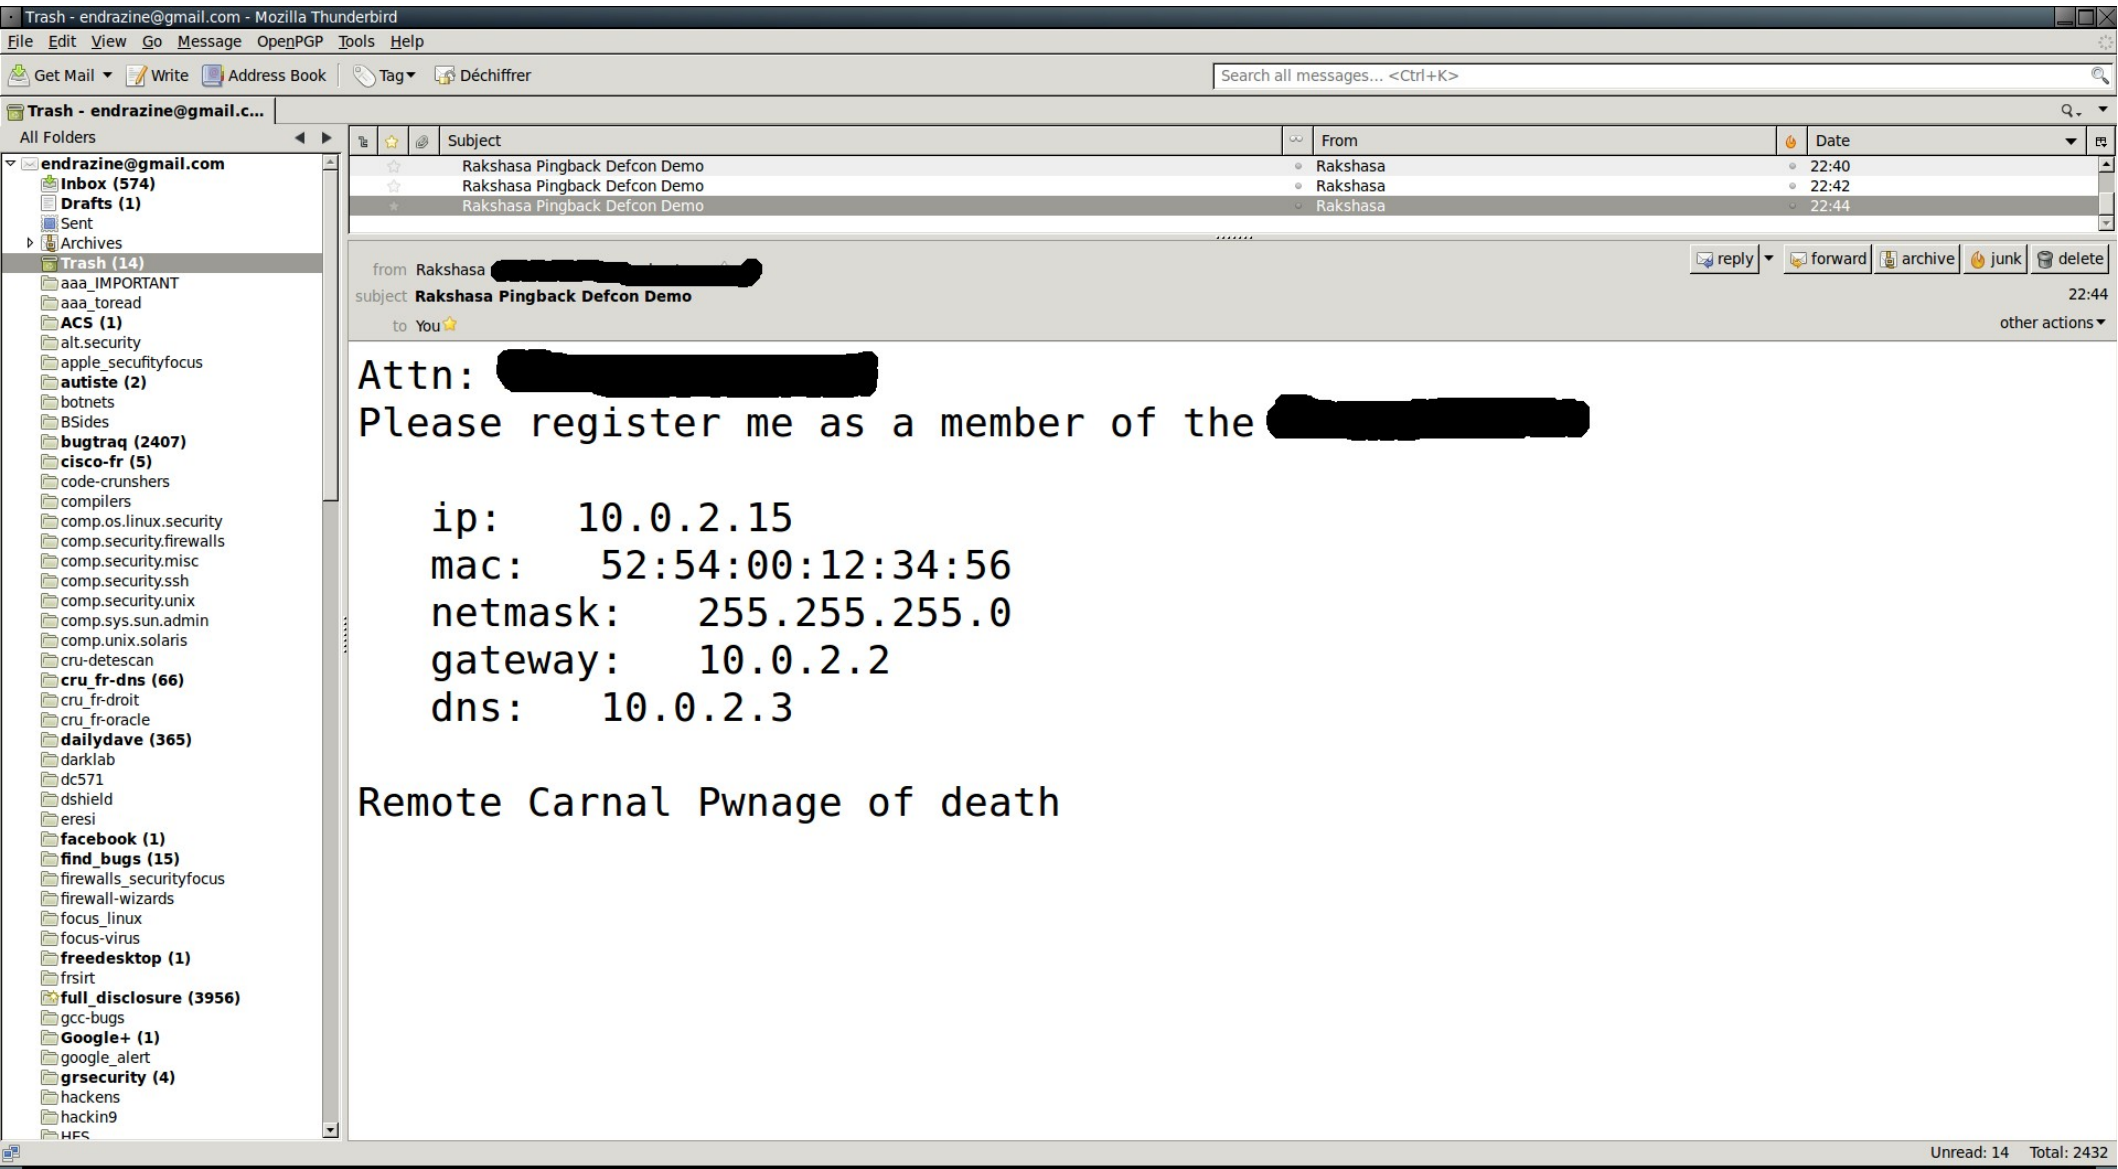 Trash - endrazine@gmail.com - Mozilla Thunderbird
File Edit View Go Message OpenPGP Tools Help
Get Mail Write Address Book Tag Déchiffrer Search all messages... <Ctrl+K>
Trash - endrazine@gmail.c...
All Folders
endrazine@gmail.com
Inbox (574)
Drafts (1)
Sent
Archives
Trash (14)
aaa_IMPORTANT
aaa_toread
ACS (1)
alt.security
apple_secufityfocus
autiste (2)
botnets
BSides
bugtraq (2407)
cisco-fr (5)
code-crunshers
compilers
comp.os.linux.security
comp.security.firewalls
comp.security.misc
comp.security.ssh
comp.security.unix
comp.sys.sun.admin
comp.unix.solaris
cru-detescan
cru_fr-dns (66)
cru_fr-droit
cru_fr-oracle
dailydave (365)
darklab
dc571
dshield
eresi
facebook (1)
find_bugs (15)
firewalls_securityfocus
firewall-wizards
focus_linux
focus-virus
freedesktop (1)
frsirt
full_disclosure (3956)
gcc-bugs
Google+ (1)
google_alert
grsecurity (4)
hackens
hackin9
HES
Subject From Date
Rakshasa Pingback Defcon Demo Rakshasa 22:40
Rakshasa Pingback Defcon Demo Rakshasa 22:42
Rakshasa Pingback Defcon Demo Rakshasa 22:44
from Rakshasa reply forward archive junk delete
subject Rakshasa Pingback Defcon Demo 22:44
to You other actions
Attn:
Please register me as a member of the
ip: 10.0.2.15
mac: 52:54:00:12:34:56
netmask: 255.255.255.0
gateway: 10.0.2.2
dns: 10.0.2.3
Remote Carnal Pwnage of death
Unread: 14 Total: 2432